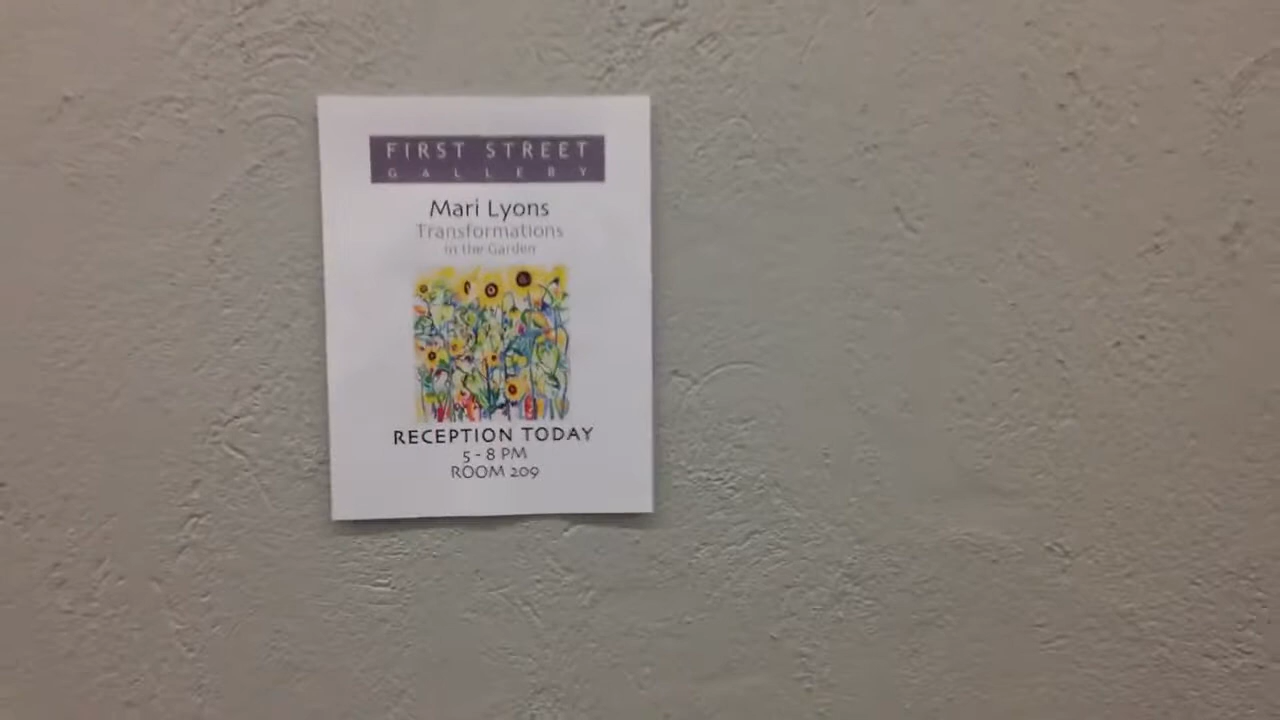 FIRST STREET
GALLERY
Mari Lyons
Transformations
in the Garden
RECEPTION TODAY
5 - 8 PM
ROOM 209